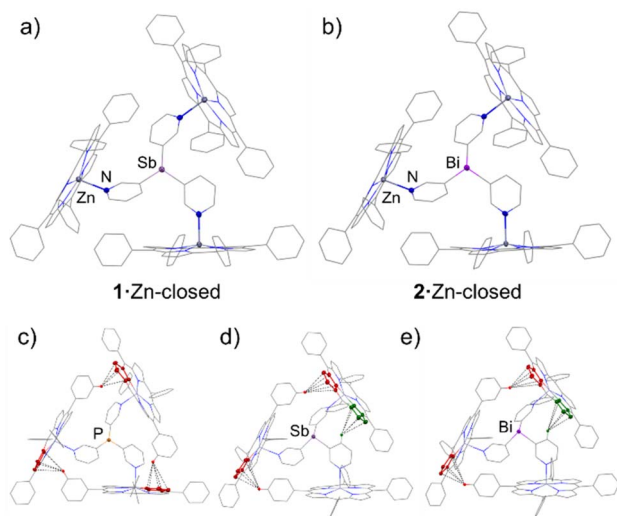 a)
b)
Sb
Bi
N
N
Zn
Zn
1·Zn-closed
2·Zn-closed
c)
d)
e)
P
Sb
Bi